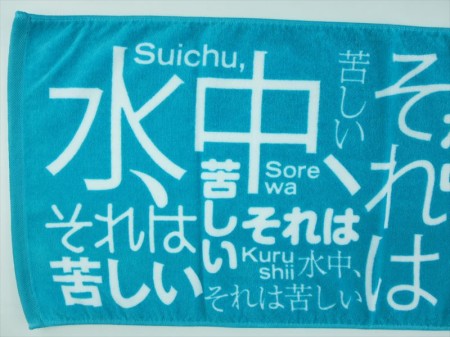 Suichu,
水中、
苦しい
それは
Sore
wa
苦しい
それは
それは
苦しい
Kuru
shii
水中、
それは苦しい